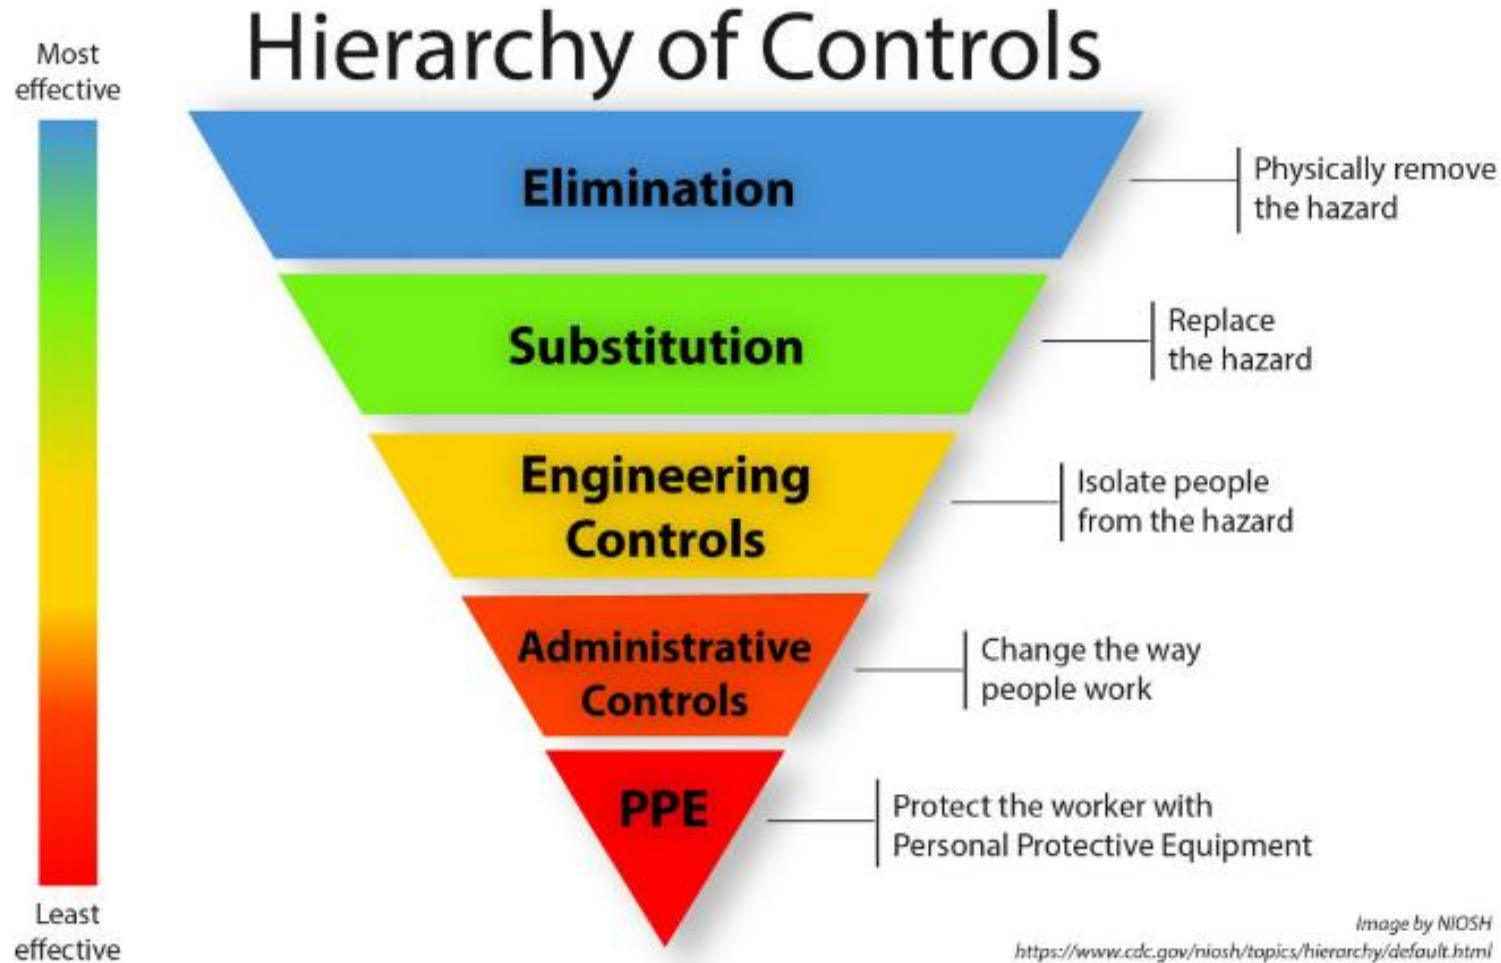 Hierarchy of Controls
Most
effective
Elimination
Physically remove
the hazard
Substitution
Replace
the hazard
Engineering
Controls
Isolate people
from the hazard
Administrative
Controls
Change the way
people work
PPE
Protect the worker with
Personal Protective Equipment
Least
effective
Image by NIOSH
https://www.cdc.gov/niosh/topics/hierarchy/default.html